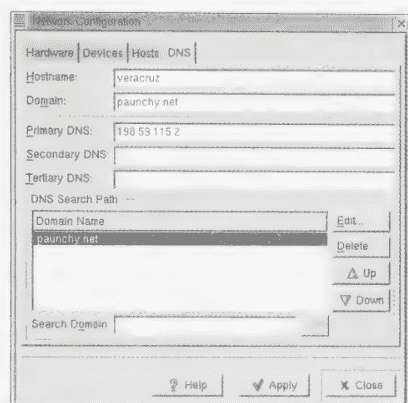 Network Configuration
Hardware Devices Hosts DNS
Hostname: veracruz
Domain: paunchy net
Primary DNS: 198 59 115 2
Secondary DNS:
Tertiary DNS:
DNS Search Path
Domain Name
paunchy net
Edit...
Delete
Up
Down
Search Domain
Help Apply Close